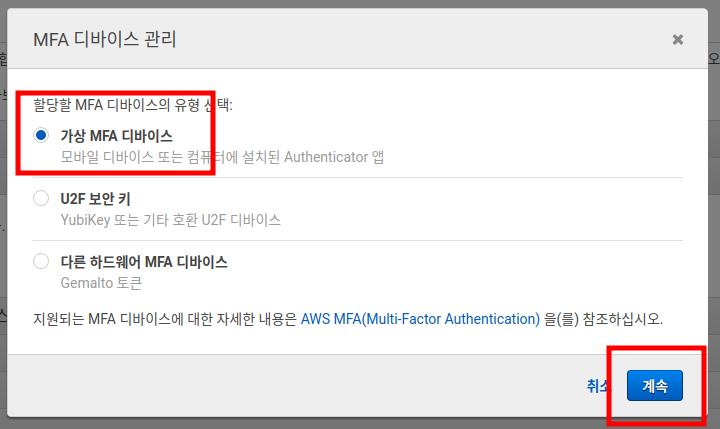 MFA 디바이스 관리
할당할 MFA 디바이스의 유형 선택:
가상 MFA 디바이스
모바일 디바이스 또는 컴퓨터에 설치된 Authenticator 앱
U2F 보안 키
YubiKey 또는 기타 호환 U2F 디바이스
다른 하드웨어 MFA 디바이스
Gemalto 토큰
지원되는 MFA 디바이스에 대한 자세한 내용은 AWS MFA(Multi-Factor Authentication) 을(를) 참조하십시오.
취소 계속